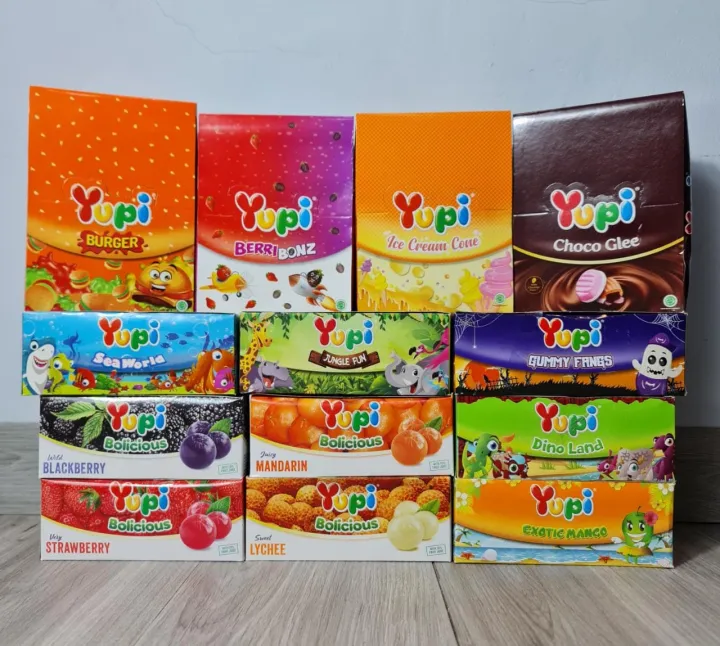 Yupi
BURGER
Yupi
BERRIBONZ
Yupi
Ice Cream Cone
Yupi
Choco Glee
Yupi
Sea World
Yupi
JUNGLE FUN
Yupi
GUMMY FANGS
Yupi
Bolicious
Wild
BLACKBERRY
Yupi
Bolicious
Juicy
MANDARIN
Yupi
Dino Land
Yupi
Bolicious
Very
STRAWBERRY
Yupi
Bolicious
Sweet
LYCHEE
Yupi
EXOTIC MANGO